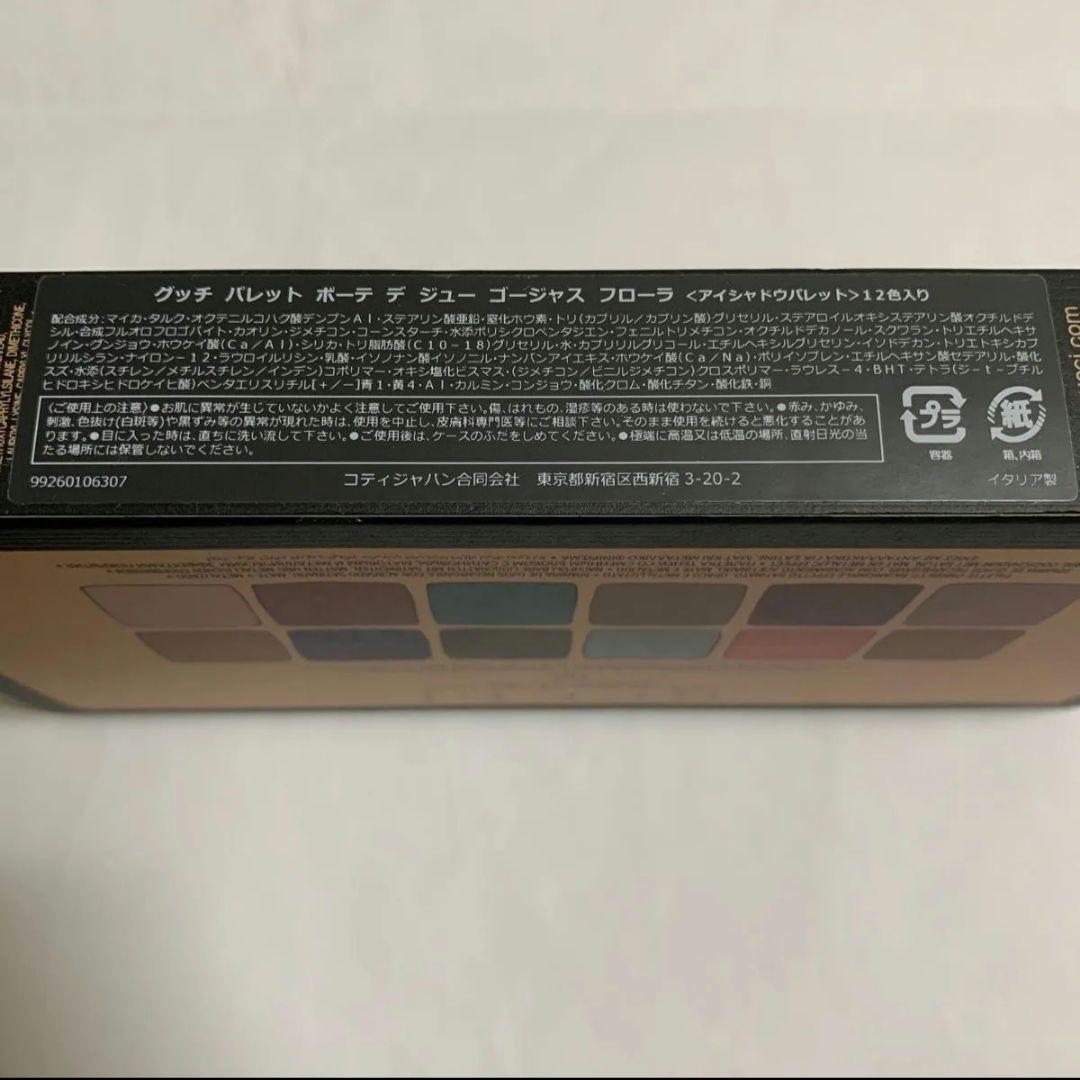 グッチ パレット ボーテ デ ジュー ゴージャス フローラ <アイシャドウパレット>12色入り
配合成分:マイカ・タルク・オクテニルコハク酸デンプンAl・ステアリン酸亜鉛・窒化ホウ素・トリ(カプリル/カプリン酸)グリセリル・ステアロイルオキシステアリン酸オクチルドデ
シル・合成フルオロフロゴパイト・カオリン・ジメチコン・コーンスターチ・水添ポリシクロペンタジエン・フェニルトリメチコン・オクチルドデカノール・スクワラン・トリエチルヘキサ
ノイン・グンジョウ・ホウケイ酸(Ca/Al)・シリカ・トリ脂肪酸(C10-18)グリセリル・水・カプリリルグリコール・エチルヘキシルグリセリン・イソドデカン・トリエトキシカプ
リリルシラン・ナイロン-12・ラウロイルリシン・乳酸・イソノナン酸イソノニル・ナンバンアイエキス・ホウケイ酸(Ca/Na)・ポリイソプレン・エチルヘキサン酸セテアリル・酸化
スズ・水添(スチレン/メチルスチレン/インデン)コポリマー・オキシ塩化ビスマス・(ジメチコン/ビニルジメチコン)クロスポリマー・ラウレス-4・BHT・テトラ(ジ-t-ブチル
ヒドロキシヒドロケイヒ酸)ペンタエリスリチル[+/-]青1・黄4・Al・カルミン・コンジョウ・酸化クロム・酸化チタン・酸化鉄・銅
〈ご使用上の注意〉●お肌に異常が生じていないかよく注意してご使用下さい。傷、はれもの、湿疹等のある時は使わないで下さい。●赤み、かゆみ、
刺激、色抜け(白斑等)や黒ずみ等の異常が現れた時は、使用を中止し、皮膚科専門医等にご相談下さい。そのまま使用を続けると悪化することがあ
ります。●目に入った時は、直ちに洗い流して下さい。●ご使用後は、ケースのふたをしめてください。●極端に高温又は低温の場所、直射日光の当
たる場所には保管しないでください。
プラ
容器
紙
箱、内箱
99260106307
コティジャパン合同会社 東京都新宿区西新宿 3-20-2
イタリア製